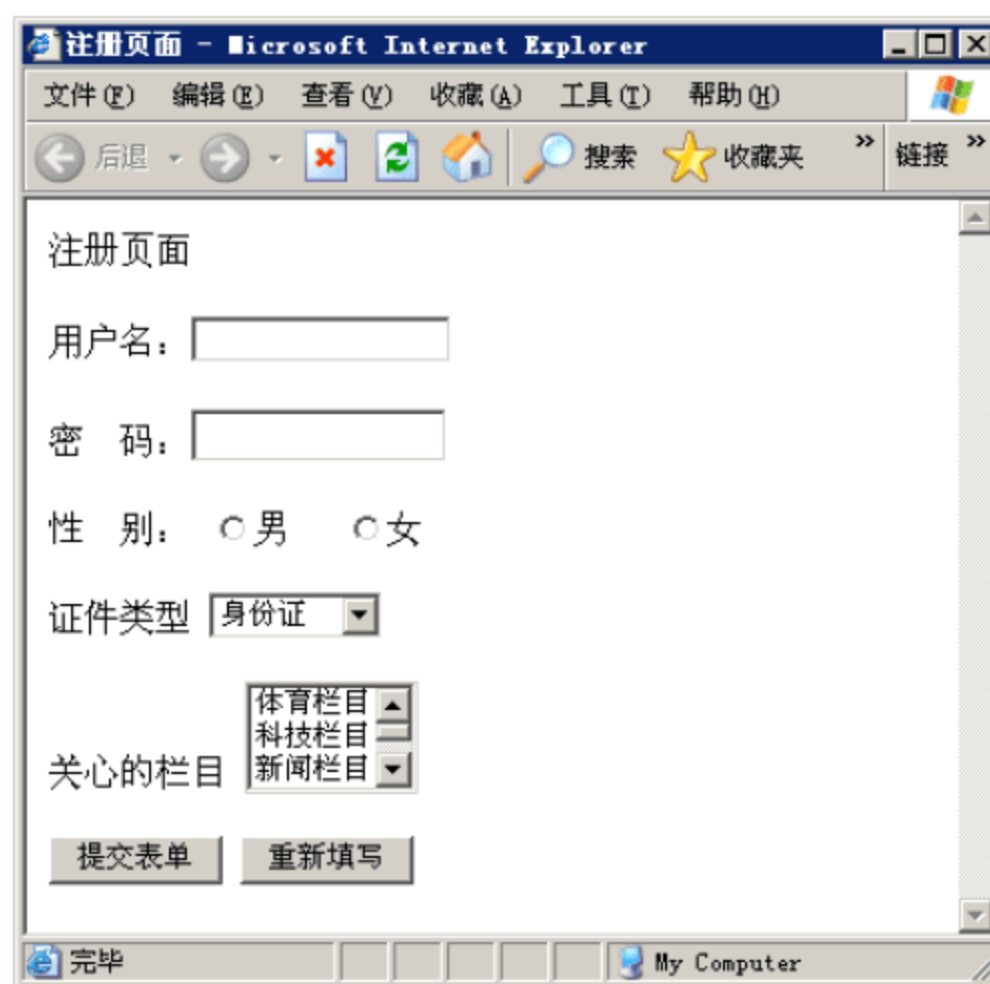 注册页面 - Microsoft Internet Explorer
文件(F) 编辑(E) 查看(V) 收藏(A) 工具(T) 帮助(H)
后退 搜索 收藏夹 » 链接 »
注册页面
用户名：
密 码：
性 别： 男 女
证件类型 身份证
体育栏目
科技栏目
关心的栏目 新闻栏目
提交表单 重新填写
完毕 My Computer